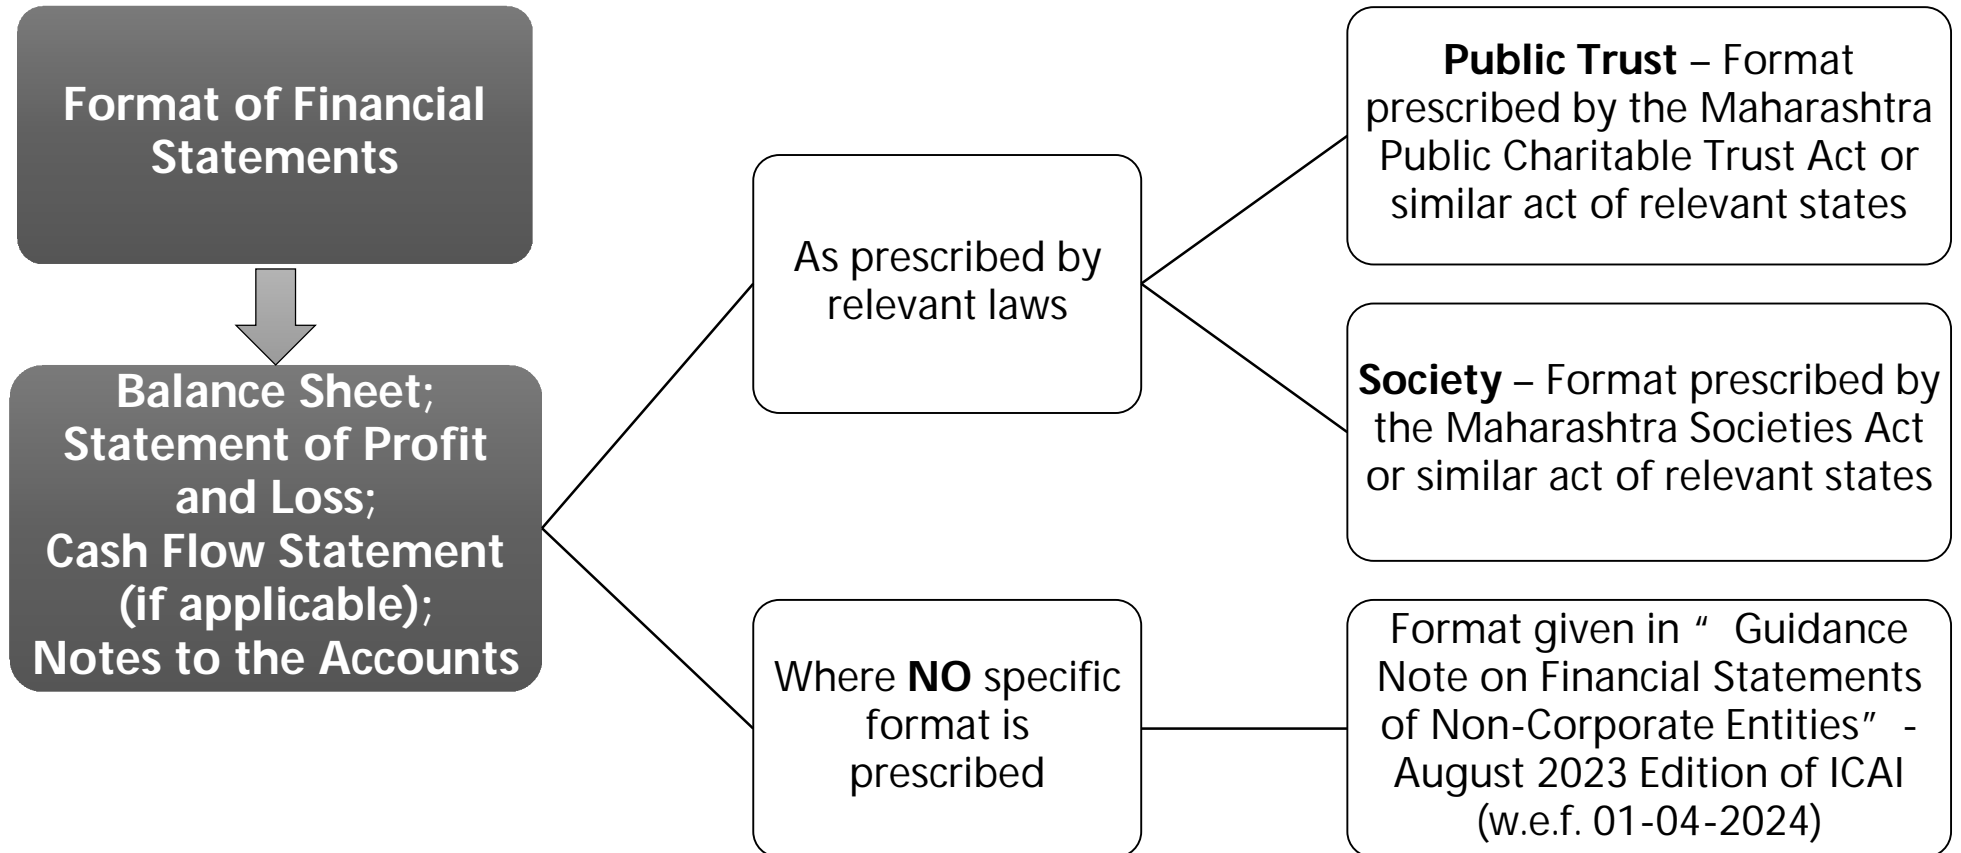 Format of Financial
Statements
Balance Sheet;
Statement of Profit
and Loss;
Cash Flow Statement
(if applicable);
Notes to the Accounts
As prescribed by
relevant laws
Where NO specific
format is
prescribed
Public Trust – Format
prescribed by the Maharashtra
Public Charitable Trust Act or
similar act of relevant states
Society – Format prescribed by
the Maharashtra Societies Act
or similar act of relevant states
Format given in “ Guidance
Note on Financial Statements
of Non-Corporate Entities” -
August 2023 Edition of ICAI
(w.e.f. 01-04-2024)